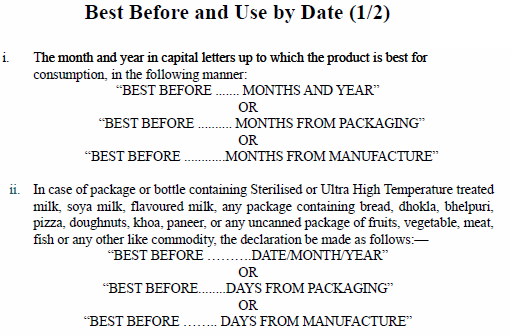 Best Before and Use by Date (1/2)
i. The month and year in capital letters up to which the product is best for
consumption, in the following manner:
“BEST BEFORE ....... MONTHS AND YEAR”
OR
“BEST BEFORE .......... MONTHS FROM PACKAGING”
OR
“BEST BEFORE ............MONTHS FROM MANUFACTURE”
ii. In case of package or bottle containing Sterilised or Ultra High Temperature treated
milk, soya milk, flavoured milk, any package containing bread, dhokla, bhelpuri,
pizza, doughnuts, khoa, paneer, or any uncanned package of fruits, vegetable, meat,
fish or any other like commodity, the declaration be made as follows:—
“BEST BEFORE ……….DATE/MONTH/YEAR”
OR
“BEST BEFORE........DAYS FROM PACKAGING”
OR
“BEST BEFORE …….. DAYS FROM MANUFACTURE”